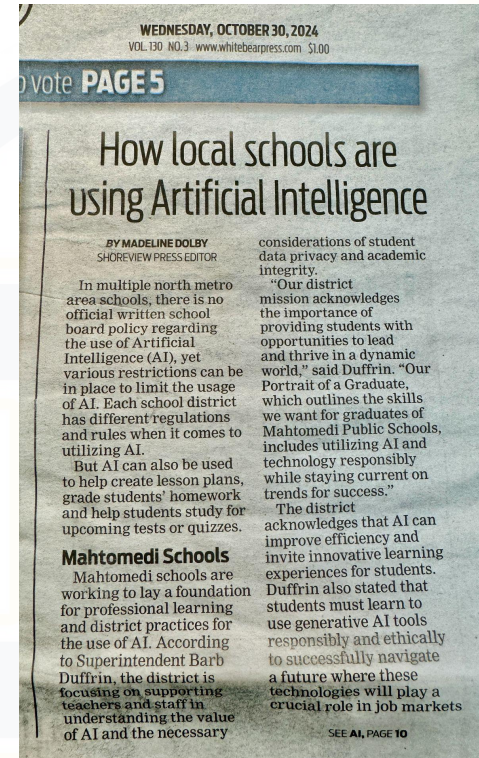 WEDNESDAY, OCTOBER 30, 2024
VOL. 130 NO. 3 www.whitebearpress.com $1.00
vote PAGE 5
How local schools are
using Artificial Intelligence
BY MADELINE DOLBY
SHOREVIEW PRESS EDITOR
In multiple north metro
area schools, there is no
official written school
board policy regarding
the use of Artificial
Intelligence (AI), yet
various restrictions can be
in place to limit the usage
of AI. Each school district
has different regulations
and rules when it comes to
utilizing AI.
But AI can also be used
to help create lesson plans,
grade students' homework
and help students study for
upcoming tests or quizzes.
Mahtomedi Schools
Mahtomedi schools are
working to lay a foundation
for professional learning
and district practices for
the use of AI. According
to Superintendent Barb
Duffrin, the district is
focusing on supporting
teachers and staff in
understanding the value
of AI and the necessary
considerations of student
data privacy and academic
integrity.
"Our district
mission acknowledges
the importance of
providing students with
opportunities to lead
and thrive in a dynamic
world," said Duffrin. "Our
Portrait of a Graduate,
which outlines the skills
we want for graduates of
Mahtomedi Public Schools,
includes utilizing AI and
technology responsibly
while staying current on
trends for success."
The district
acknowledges that AI can
improve efficiency and
invite innovative learning
experiences for students.
Duffrin also stated that
students must learn to
use generative AI tools
responsibly and ethically
to successfully navigate
a future where these
technologies will play a
crucial role in job markets
SEE AI, PAGE 10